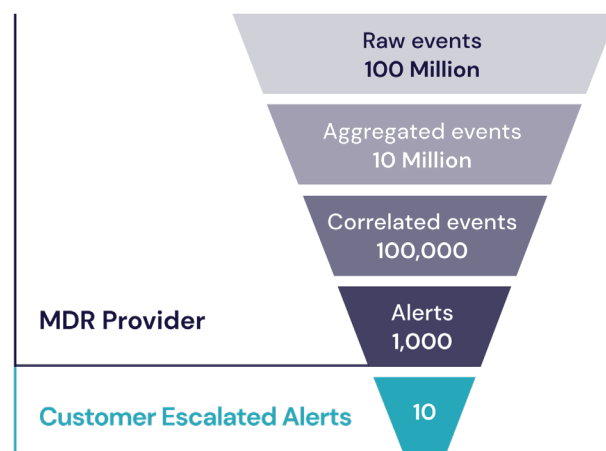 Raw events
100 Million
Aggregated events
10 Million
Correlated events
100,000
MDR Provider
Alerts
1,000
Customer Escalated Alerts
10